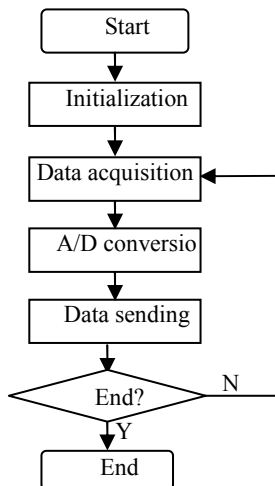 Start
Initialization
Data acquisition
A/D conversio
Data sending
End?
N
Y
End